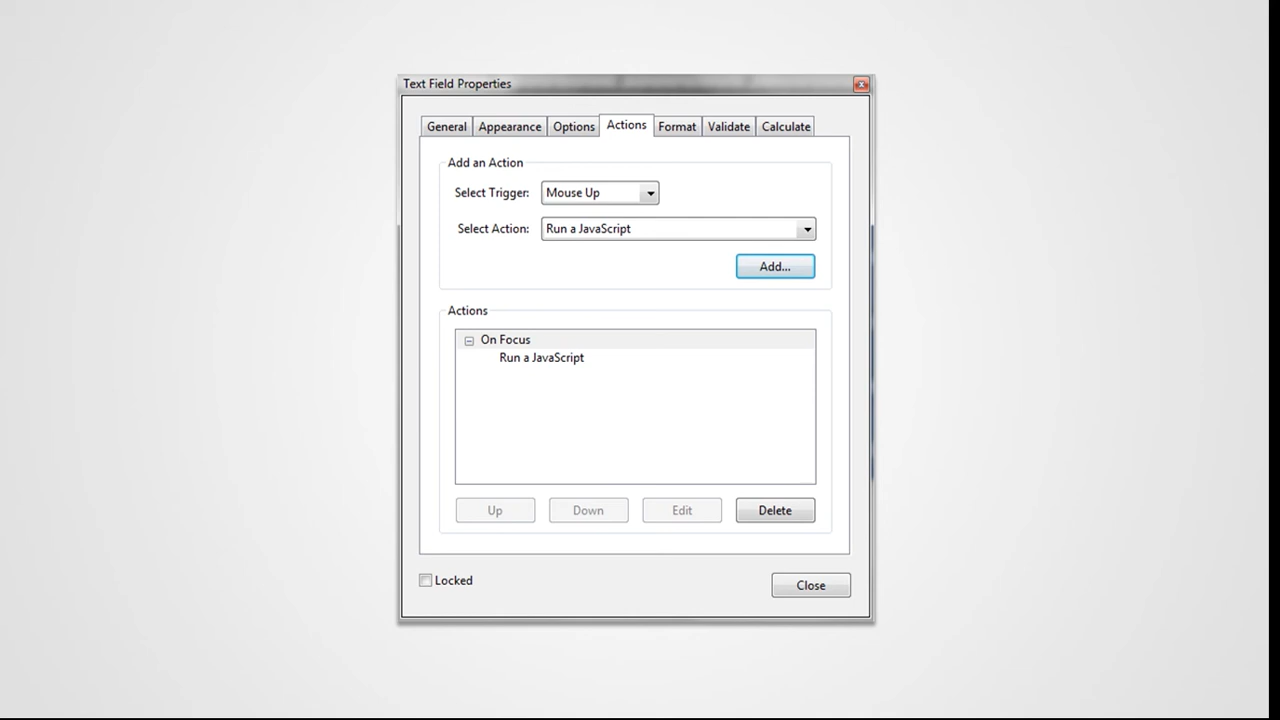 Text Field Properties
General Appearance Options Actions Format Validate Calculate
Add an Action
Select Trigger: Mouse Up
Select Action: Run a JavaScript
Add...
Actions
On Focus
Run a JavaScript
Up Down Edit Delete
Locked
Close